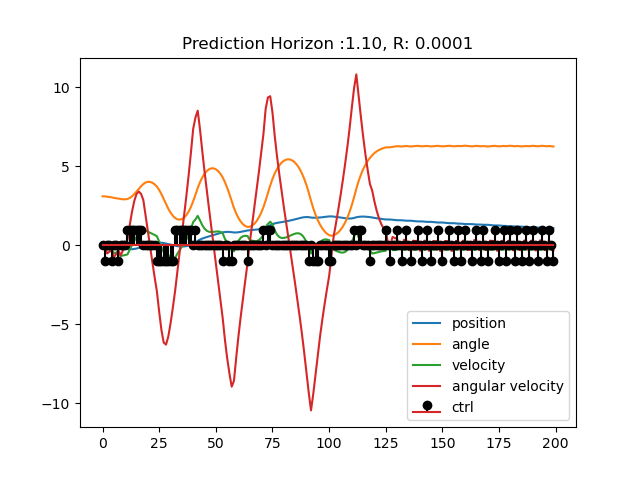 Prediction Horizon :1.10, R: 0.0001
10
5
0
−5
−10
position
angle
velocity
angular velocity
ctrl
0 25 50 75 100 125 150 175 200